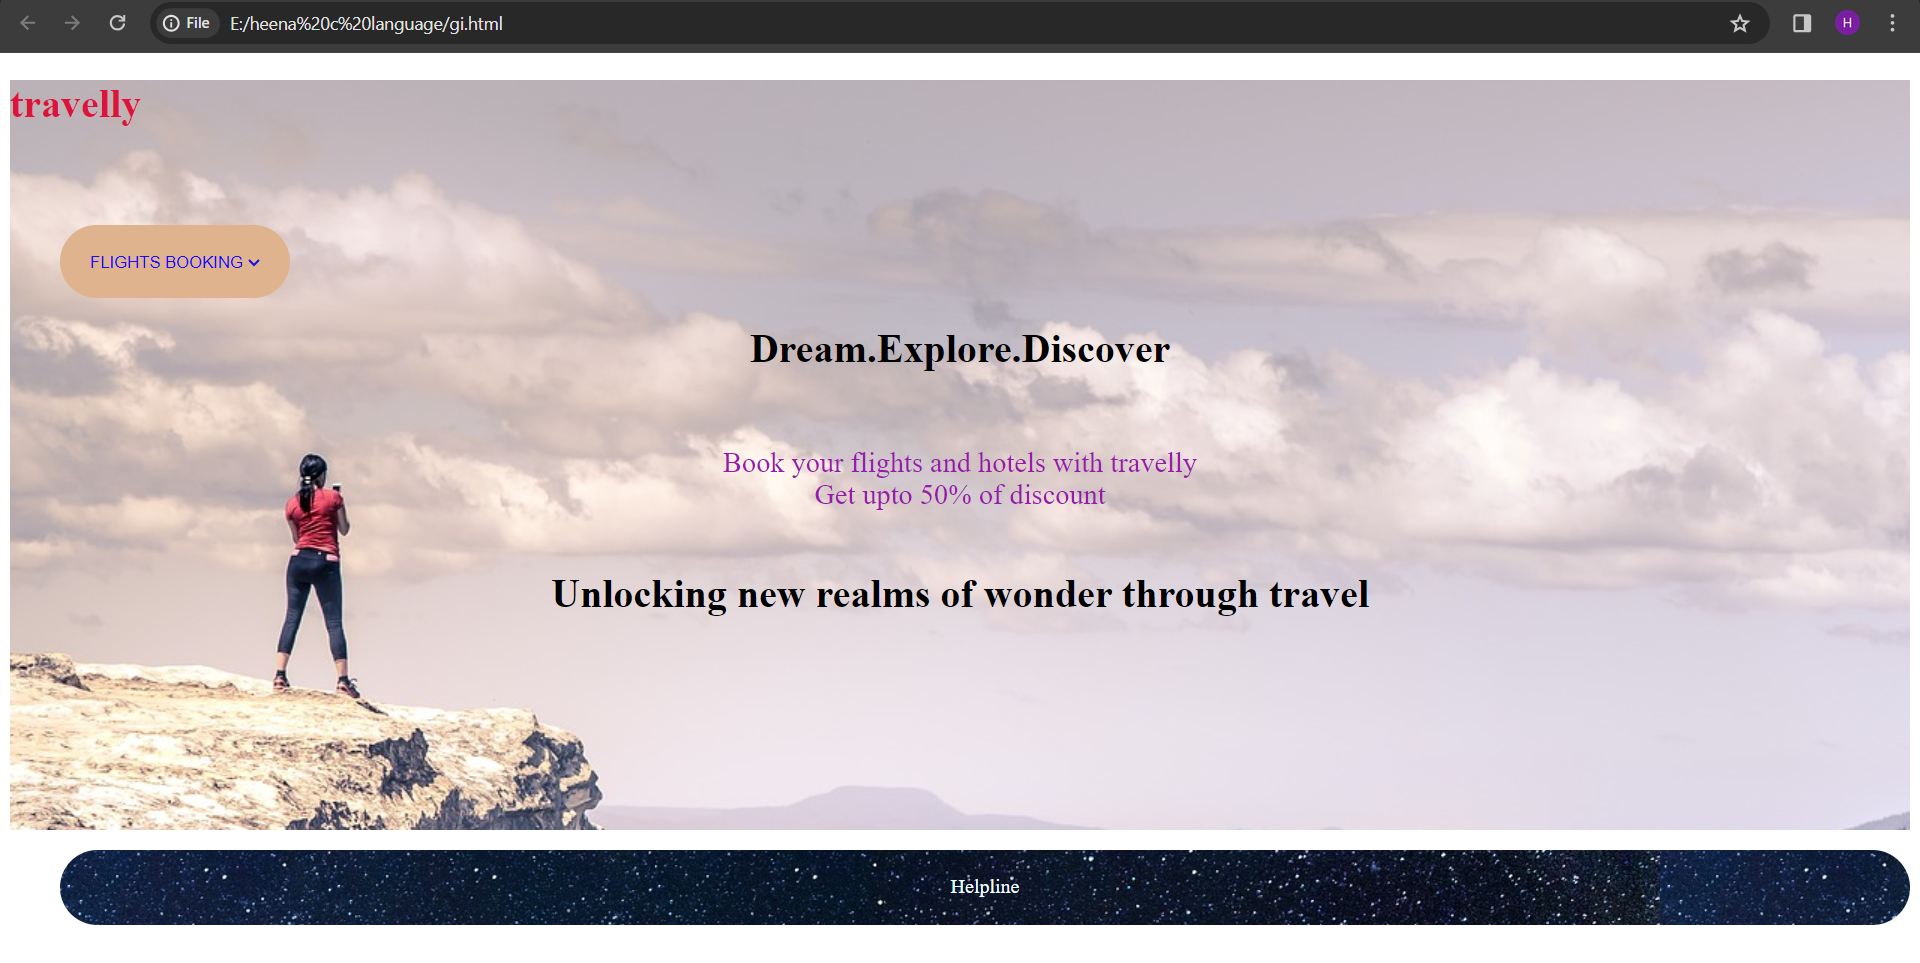 File E:/heena%20c%20language/gi.html H
travelly
FLIGHTS BOOKING
Dream.Explore.Discover
Book your flights and hotels with travelly
Get upto 50% of discount
Unlocking new realms of wonder through travel
Helpline